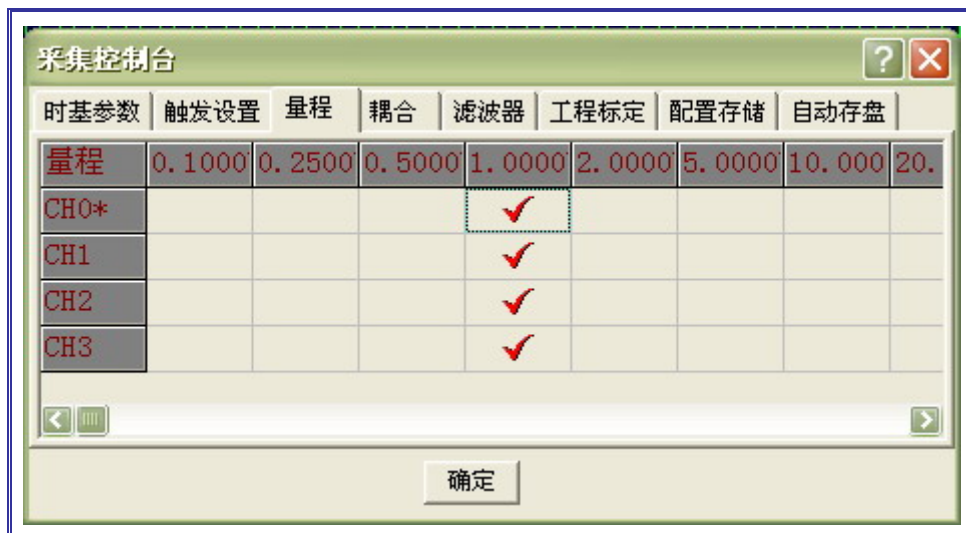 采集控制台
时基参数 触发设置 量程 耦合 滤波器 工程标定 配置存储 自动存盘
量程 0.1000 0.2500 0.5000 1.0000 2.0000 5.0000 10.000 20.
CH0*
CH1
CH2
CH3
确定